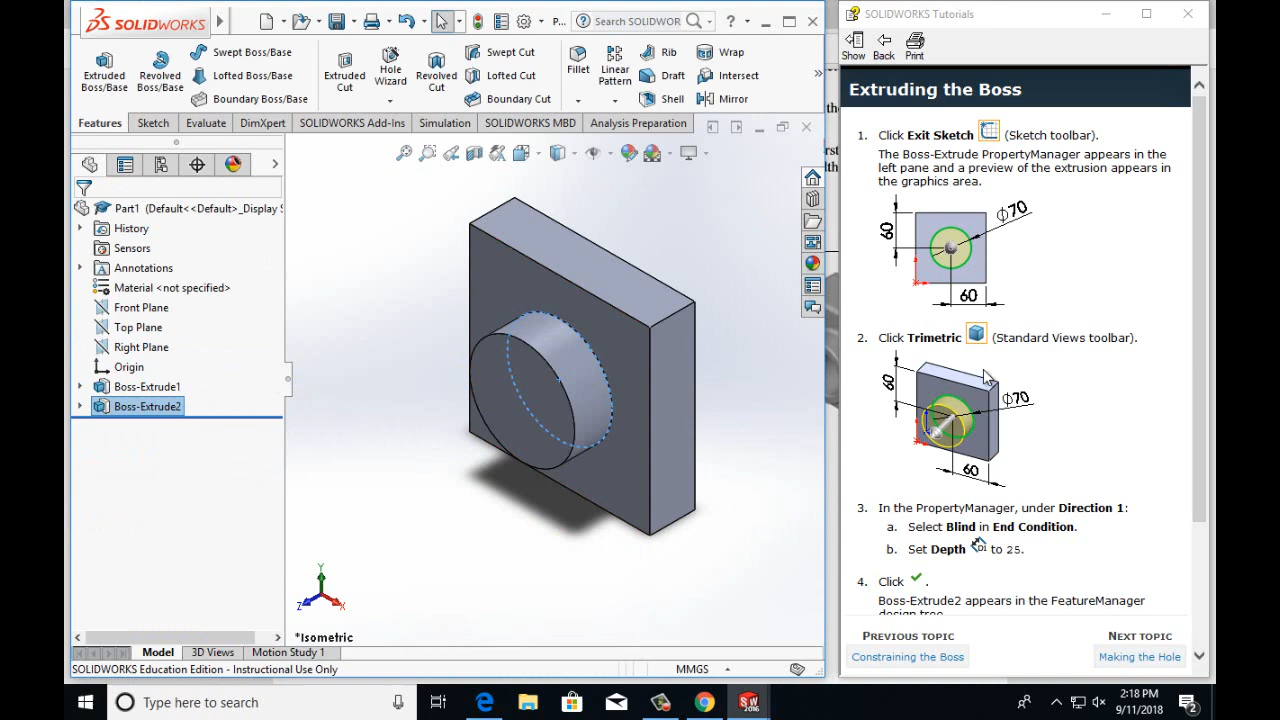 SOLIDWORKS
P...
Search SOLIDWOR
?
Extruded Boss/Base
Revolved Boss/Base
Swept Boss/Base
Lofted Boss/Base
Boundary Boss/Base
Extruded Cut
Hole Wizard
Revolved Cut
Swept Cut
Lofted Cut
Boundary Cut
Fillet
Linear Pattern
Rib
Draft
Shell
Wrap
Intersect
Mirror
Features
Sketch
Evaluate
DimXpert
SOLIDWORKS Add-Ins
Simulation
SOLIDWORKS MBD
Analysis Preparation
Part1 (Default<<Default>_Display S
History
Sensors
Annotations
Material <not specified>
Front Plane
Top Plane
Right Plane
Origin
Boss-Extrude1
Boss-Extrude2
Y
Z
X
*Isometric
Model
3D Views
Motion Study 1
SOLIDWORKS Education Edition - Instructional Use Only
MMGS
SOLIDWORKS Tutorials
Show
Back
Print
Extruding the Boss
1. Click Exit Sketch (Sketch toolbar).
The Boss-Extrude PropertyManager appears in the
left pane and a preview of the extrusion appears in
the graphics area.
60
Φ70
60
2. Click Trimetric (Standard Views toolbar).
60
Φ70
60
3. In the PropertyManager, under Direction 1:
a. Select Blind in End Condition.
b. Set Depth to 25.
4. Click .
Boss-Extrude2 appears in the FeatureManager
design tree.
PREVIOUS TOPIC
Constraining the Boss
NEXT TOPIC
Making the Hole
Type here to search
SW
2016
2:18 PM
9/11/2018
2